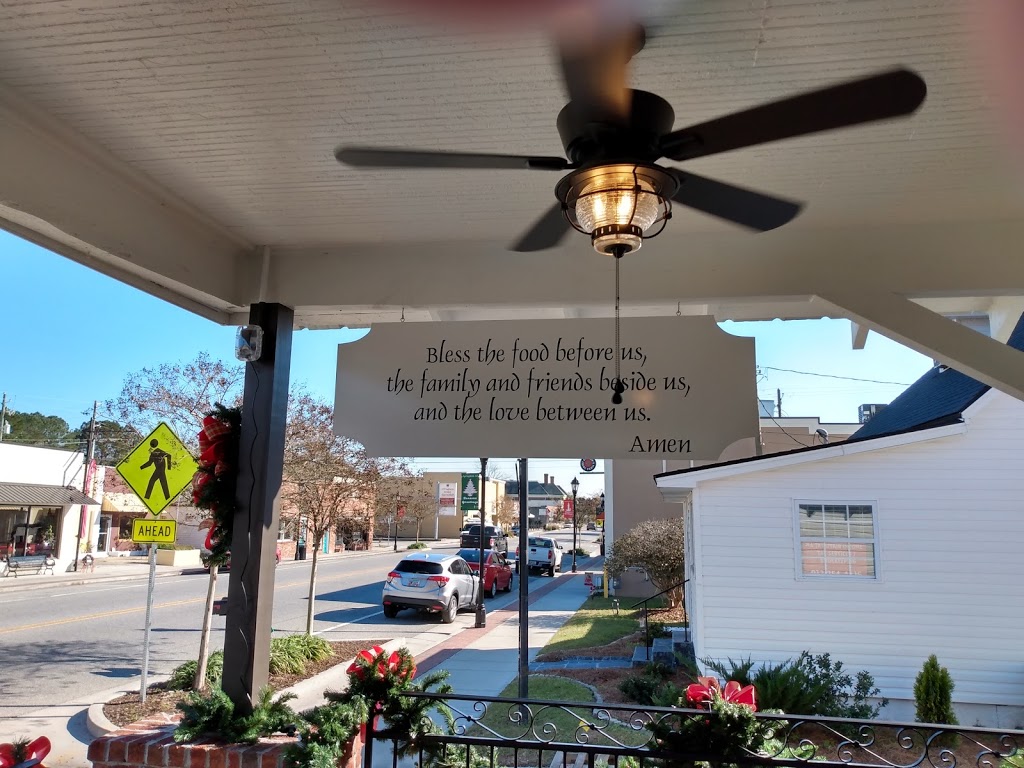 Bless the food before us,
the family and friends beside us,
and the love between us.
Amen
AHEAD